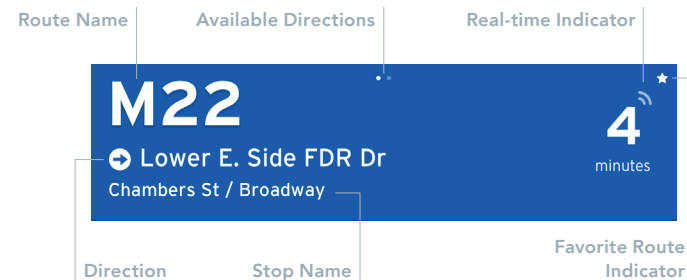 Route Name
Available Directions
Real-time Indicator
M22
4
minutes
Lower E. Side FDR Dr
Chambers St / Broadway
Direction
Stop Name
Favorite Route
Indicator